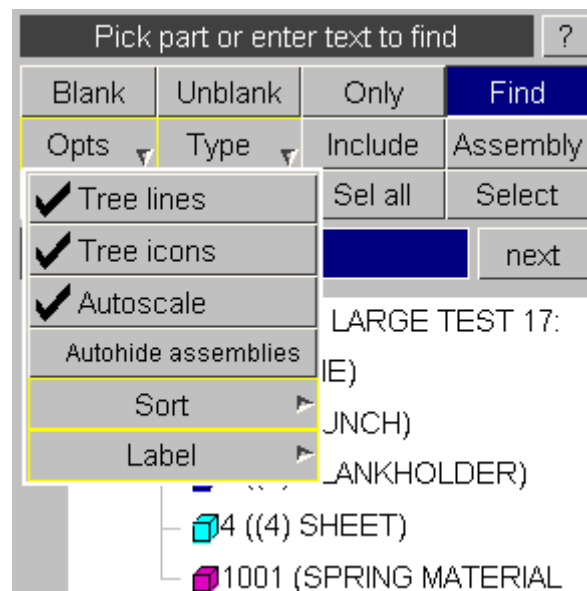 Pick part or enter text to find ?
Blank Unblank Only Find
Opts Type Include Assembly
Tree lines Sel all Select
Tree icons next
Autoscale LARGE TEST 17:
Autohide assemblies IE)
Sort JNCH)
Label LANKHOLDER)
4 ((4) SHEET)
1001 (SPRING MATERIAL